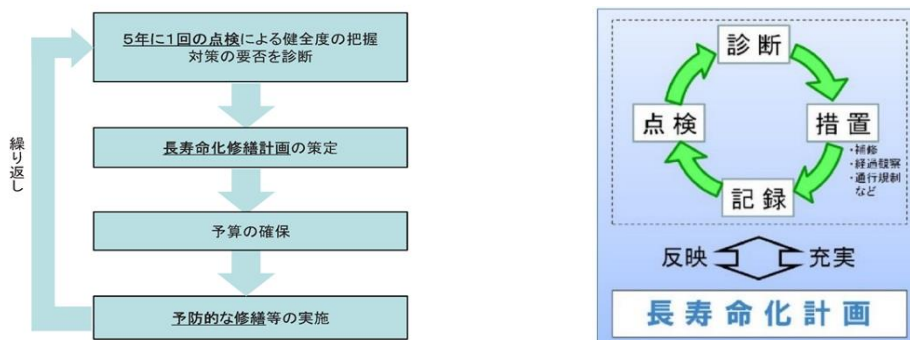 ５年に１回の点検による健全度の把握
対策の要否を診断
長寿命化修繕計画の策定
予算の確保
予防的な修繕等の実施
繰り返し
診断
点検
措置
・補修
・経過観察
・通行規制
など
記録
反映
充実
長寿命化計画